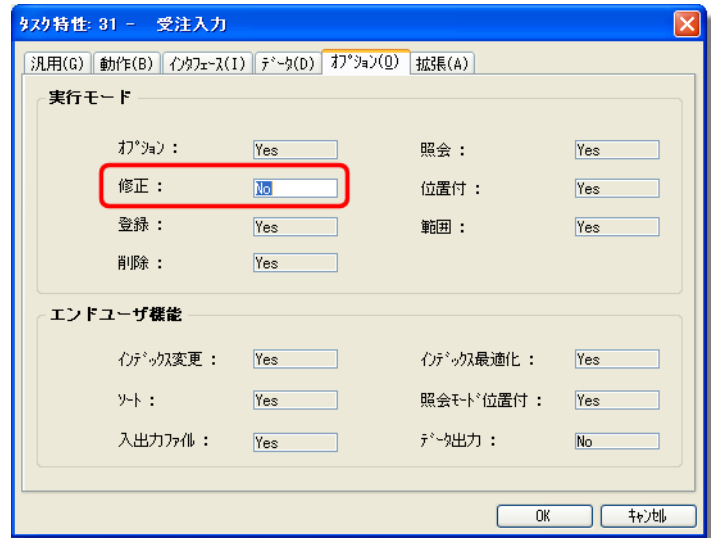 ﾀｽｸ特性: 31 -　受注入力
汎用(G) 動作(B) ｲﾝﾀﾌｪｰｽ(I) ﾃﾞｰﾀ(D) ｵﾌﾟｼｮﾝ(O) 拡張(A)
実行モード
ｵﾌﾟｼｮﾝ： Yes 照会： Yes
修正： No 位置付： Yes
登録： Yes 範囲： Yes
削除： Yes
エンドユーザ機能
ｲﾝﾃﾞｯｸｽ変更： Yes ｲﾝﾃﾞｯｸｽ最適化： Yes
ｿｰﾄ： Yes 照会ﾓｰﾄﾞ位置付： Yes
入出力ﾌｧｲﾙ： Yes ﾃﾞｰﾀ出力： No
OK ｷｬﾝｾﾙ